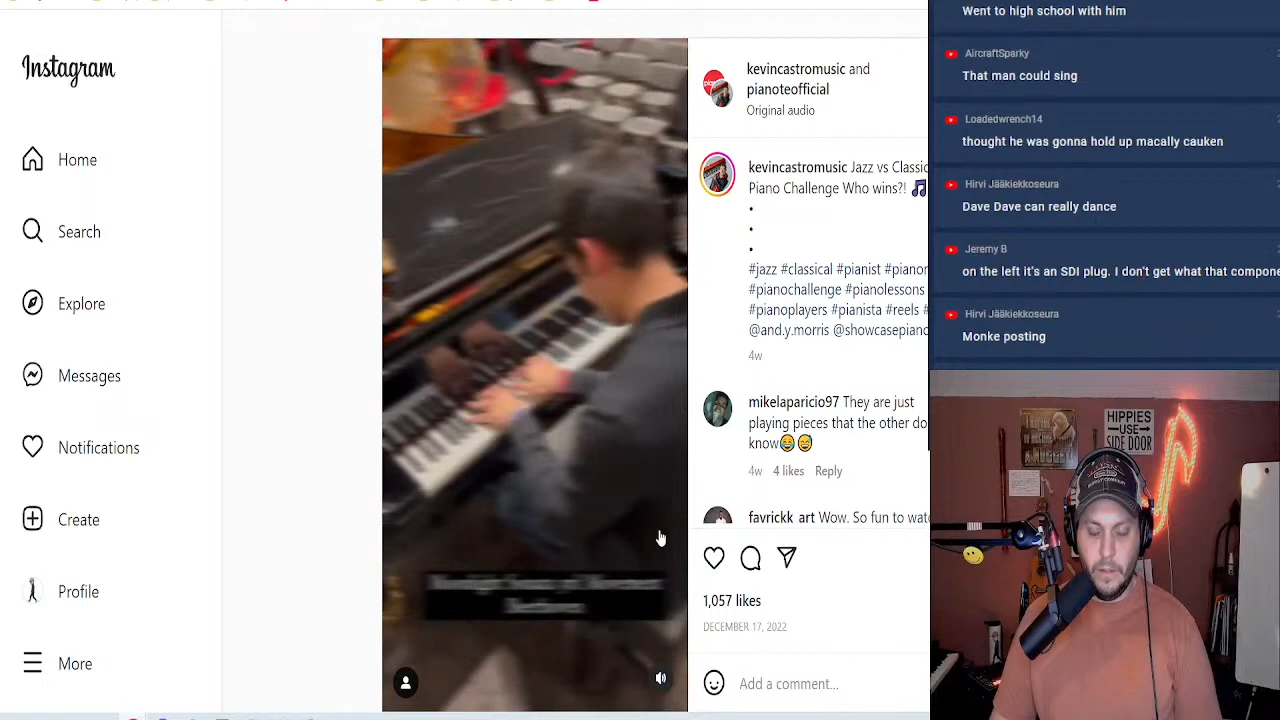 Instagram
Home
Search
Explore
Messages
Notifications
Create
Profile
More
kevincastromusic and
pianoteofficial
Original audio
kevincastromusic Jazz vs Classic
Piano Challenge Who wins?!
•
•
•
#jazz #classical #pianist #pianon
#pianochallenge #pianolessons
#pianoplayers #pianista #reels #
@and.y.morris @showcasepiano
4w
mikelaparicio97 They are just
playing pieces that the other do
know😂😅
4w 4 likes Reply
favrickk_art Wow. So fun to watc
1,057 likes
DECEMBER 17, 2022
Add a comment...
Went to high school with him
AircraftSparky
That man could sing
Loadedwrench14
thought he was gonna hold up macally cauken
Hirvi Jääkiekkoseura
Dave Dave can really dance
Jeremy B
on the left it's an SDI plug. I don't get what that compone
Hirvi Jääkiekkoseura
Monke posting
HIPPIES
USE
SIDE DOOR